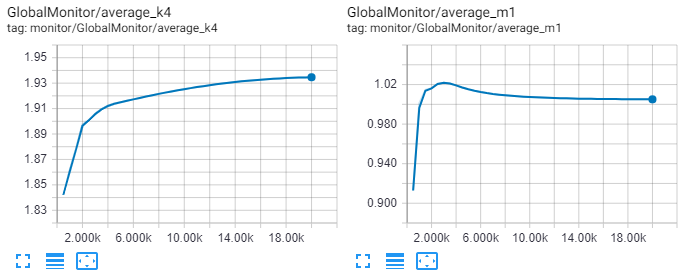 GlobalMonitor/average_k4
tag: monitor/GlobalMonitor/average_k4
1.95
1.93
1.91
1.89
1.87
1.85
1.83
2.000k 6.000k 10.00k 14.00k 18.00k
GlobalMonitor/average_m1
tag: monitor/GlobalMonitor/average_m1
1.02
0.980
0.940
0.900
2.000k 6.000k 10.00k 14.00k 18.00k